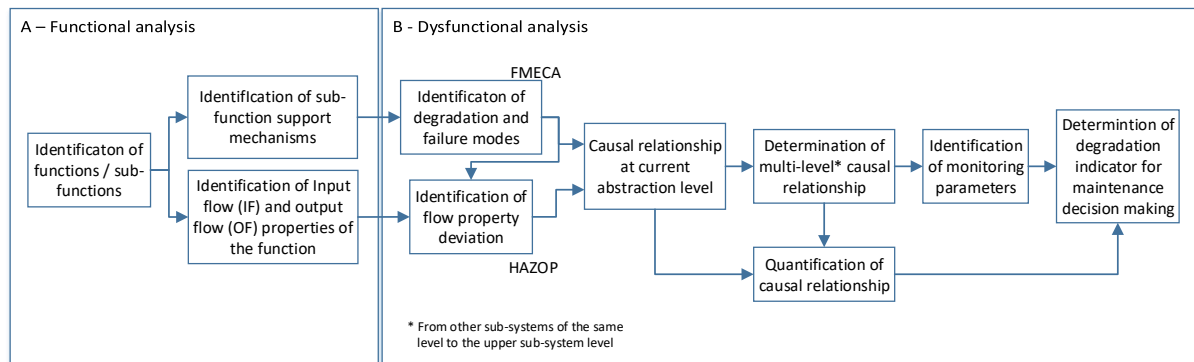 A – Functional analysis
Identificaton of
functions / sub-
functions
IdentifIcation of sub-
function support
mechanisms
Identification of Input
flow (IF) and output
flow (OF) properties of
the function
B - Dysfunctional analysis
FMECA
Identificaton of
degradation and
failure modes
Identification of
flow property
deviation
HAZOP
Causal relationship
at current
abstraction level
Determination of
multi-level* causal
relationship
Quantification of
causal relationship
Identification
of monitoring
parameters
Determintion of
degradation
indicator for
maintenance
decision making
* From other sub-systems of the same
level to the upper sub-system level